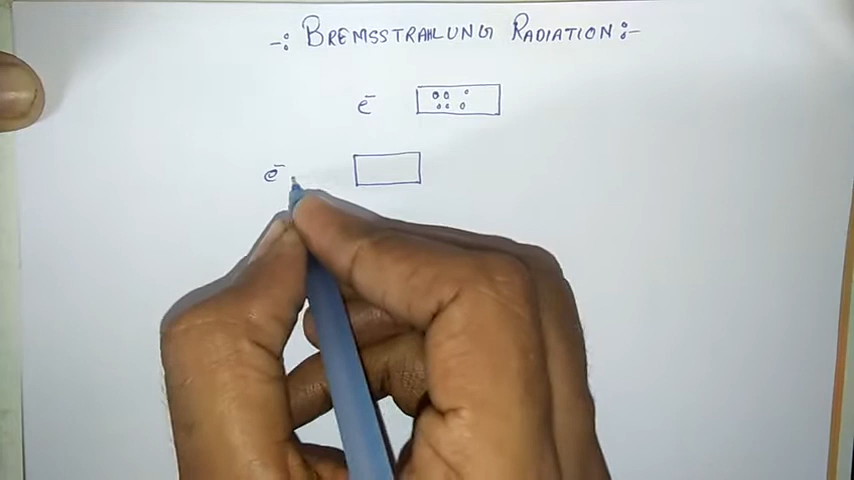 -: BREMSSTRAHLUNG RADIATION :-
e⁻
e⁻